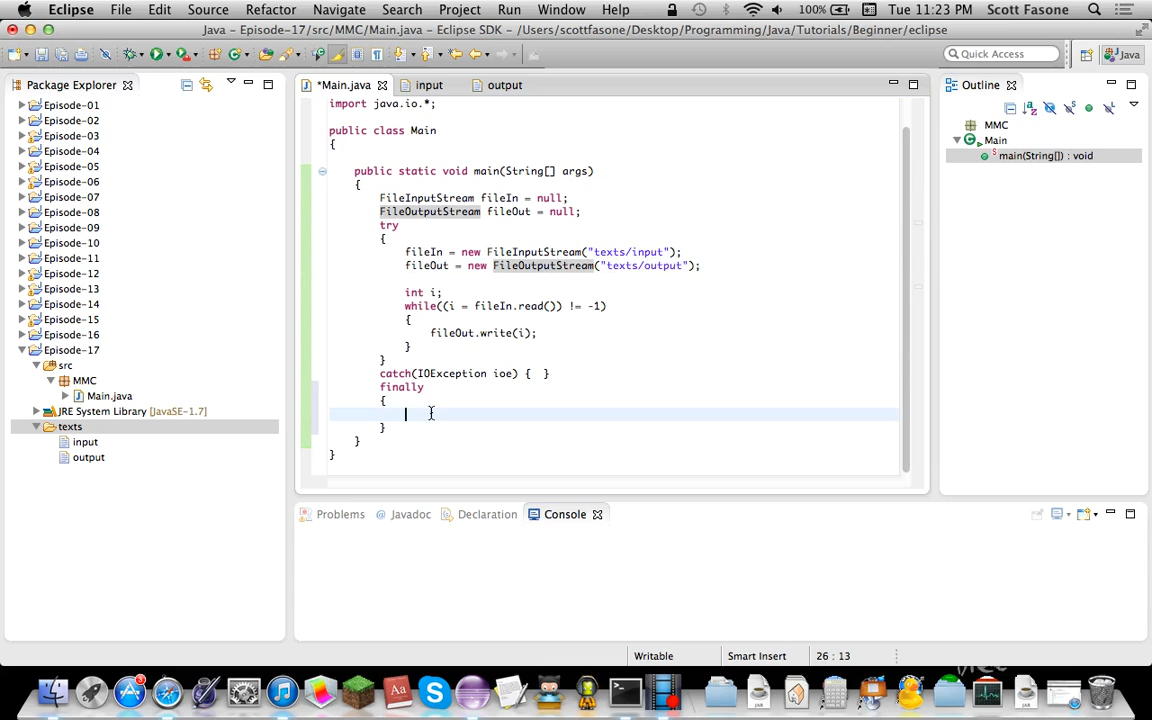 Eclipse File Edit Source Refactor Navigate Search Project Run Window Help 100% Tue 11:23 PM Scott Fasone
Java - Episode-17/src/MMC/Main.java - Eclipse SDK - /Users/scottfasone/Desktop/Programming/Java/Tutorials/Beginner/eclipse
Quick Access Java
Package Explorer
Episode-01
Episode-02
Episode-03
Episode-04
Episode-05
Episode-06
Episode-07
Episode-08
Episode-09
Episode-10
Episode-11
Episode-12
Episode-13
Episode-14
Episode-15
Episode-16
Episode-17
src
MMC
Main.java
JRE System Library [JavaSE-1.7]
texts
input
output
*Main.java input output
import java.io.*;
public class Main
{
public static void main(String[] args)
{
FileInputStream fileIn = null;
FileOutputStream fileOut = null;
try
{
fileIn = new FileInputStream("texts/input");
fileOut = new FileOutputStream("texts/output");
int i;
while((i = fileIn.read()) != -1)
{
fileOut.write(i);
}
}
catch(IOException ioe) {  }
finally
{
}
}
}
Outline
MMC
Main
main(String[]) : void
Problems Javadoc Declaration Console
Writable Smart Insert 26 : 13